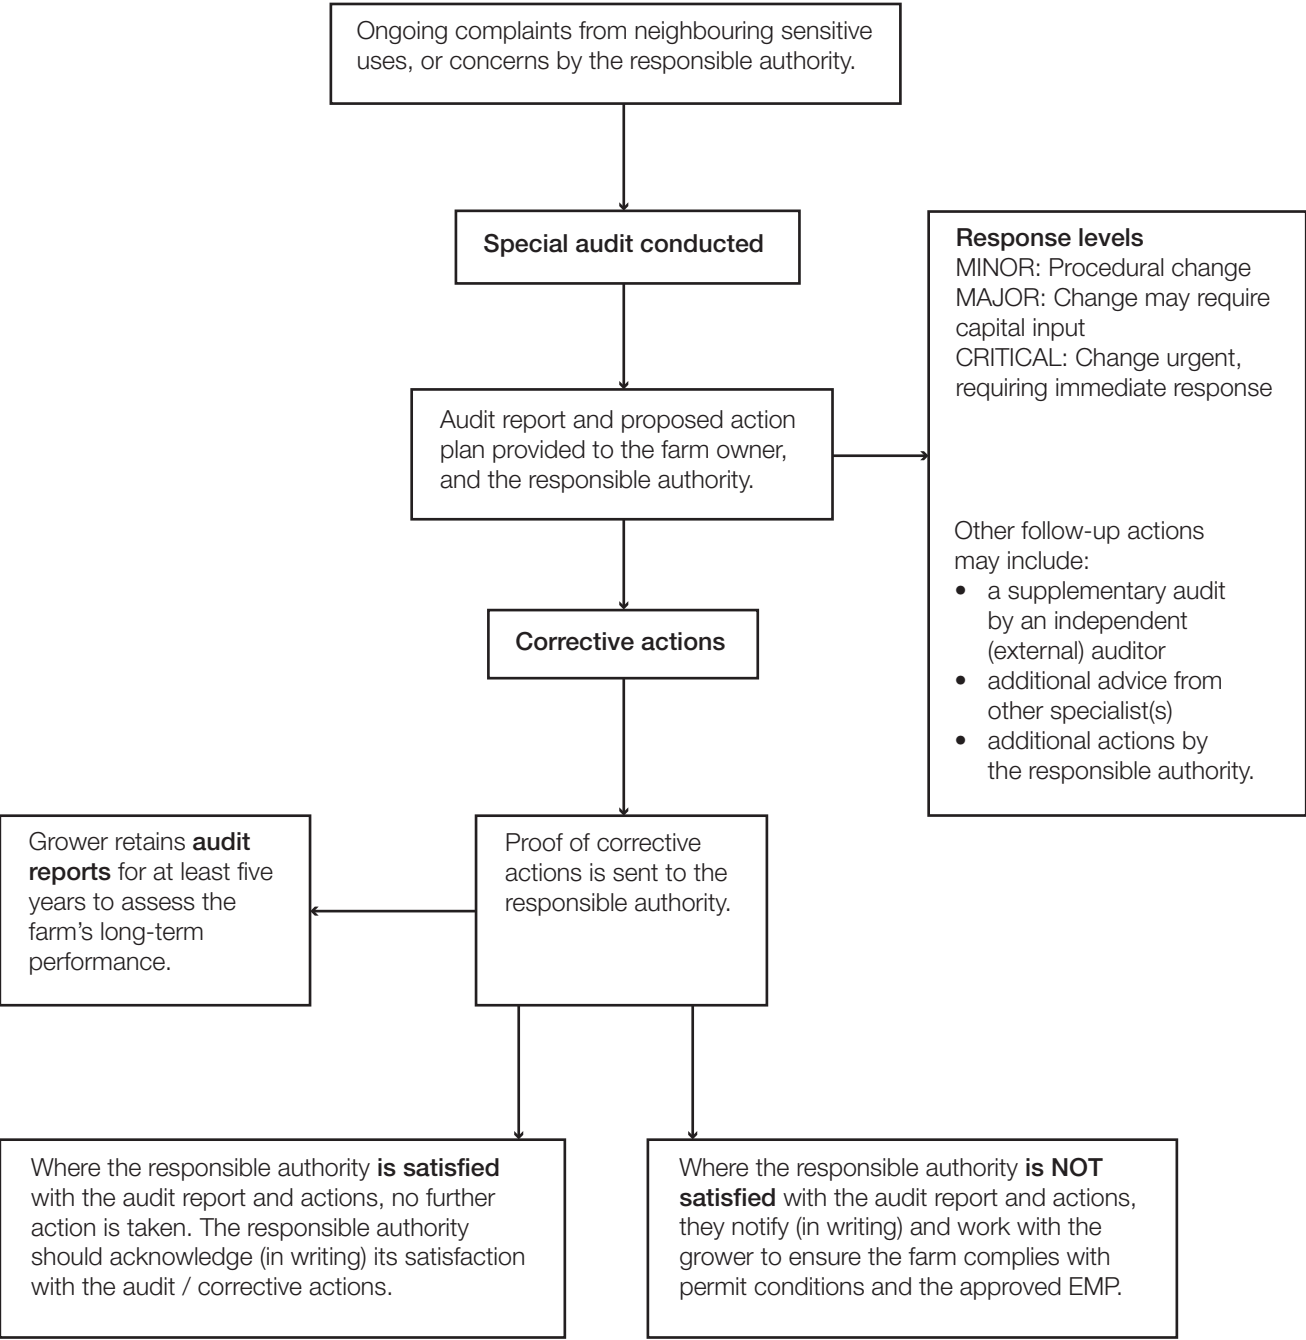 Ongoing complaints from neighbouring sensitive
uses, or concerns by the responsible authority.
Special audit conducted
Response levels
MINOR: Procedural change
MAJOR: Change may require
capital input
CRITICAL: Change urgent,
requiring immediate response
Audit report and proposed action
plan provided to the farm owner,
and the responsible authority.
Other follow-up actions
may include:
• a supplementary audit
by an independent
(external) auditor
• additional advice from
other specialist(s)
• additional actions by
the responsible authority.
Corrective actions
Proof of corrective
actions is sent to the
responsible authority.
Grower retains audit
reports for at least five
years to assess the
farm’s long-term
performance.
Where the responsible authority is satisfied
with the audit report and actions, no further
action is taken. The responsible authority
should acknowledge (in writing) its satisfaction
with the audit / corrective actions.
Where the responsible authority is NOT
satisfied with the audit report and actions,
they notify (in writing) and work with the
grower to ensure the farm complies with
permit conditions and the approved EMP.